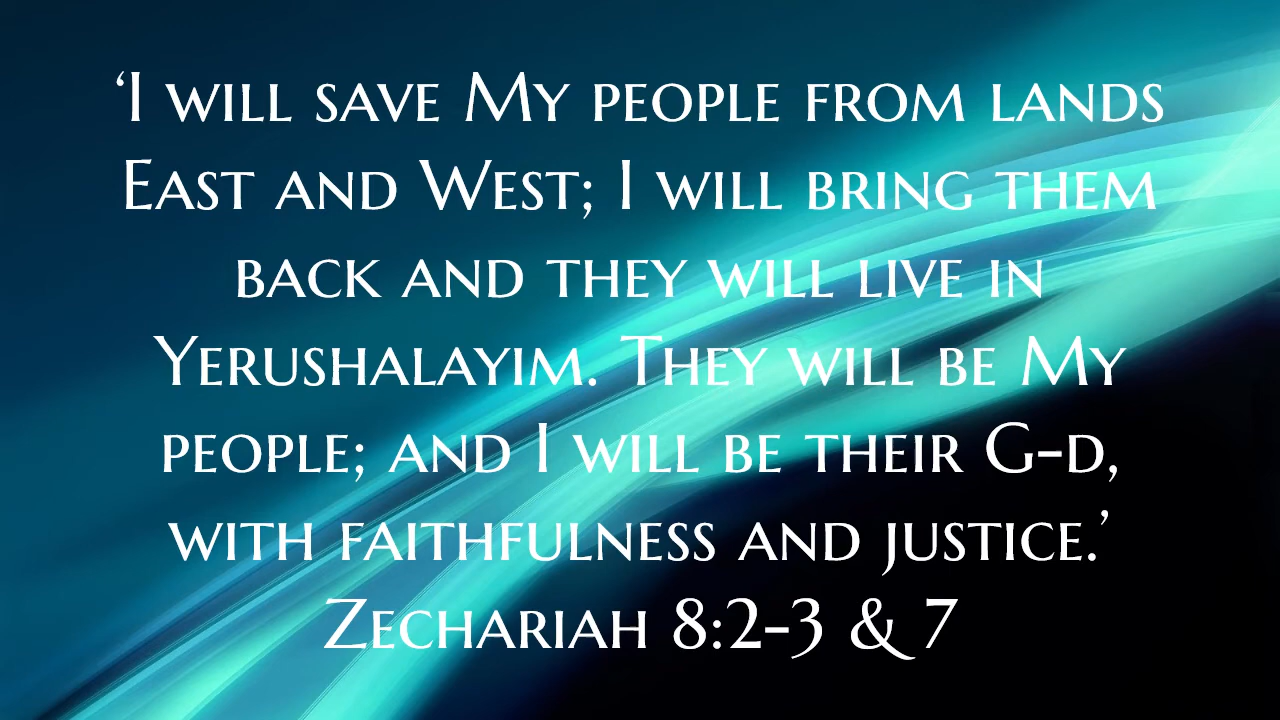 ‘I will save My people from lands
East and West; I will bring them
back and they will live in
Yerushalayim. They will be My
people; and I will be their G-d,
with faithfulness and justice.’
Zechariah 8:2-3 & 7